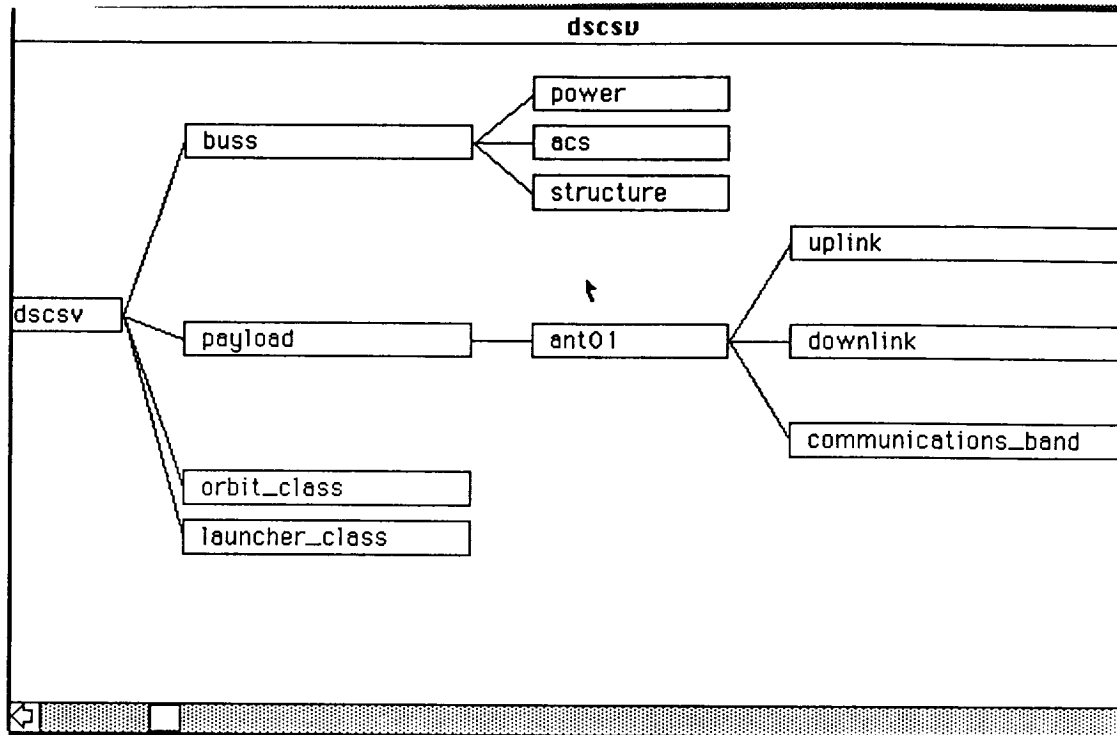 dscsv
power
buss
acs
structure
uplink
dscsv
payload
ant01
downlink
communications_band
orbit_class
launcher_class